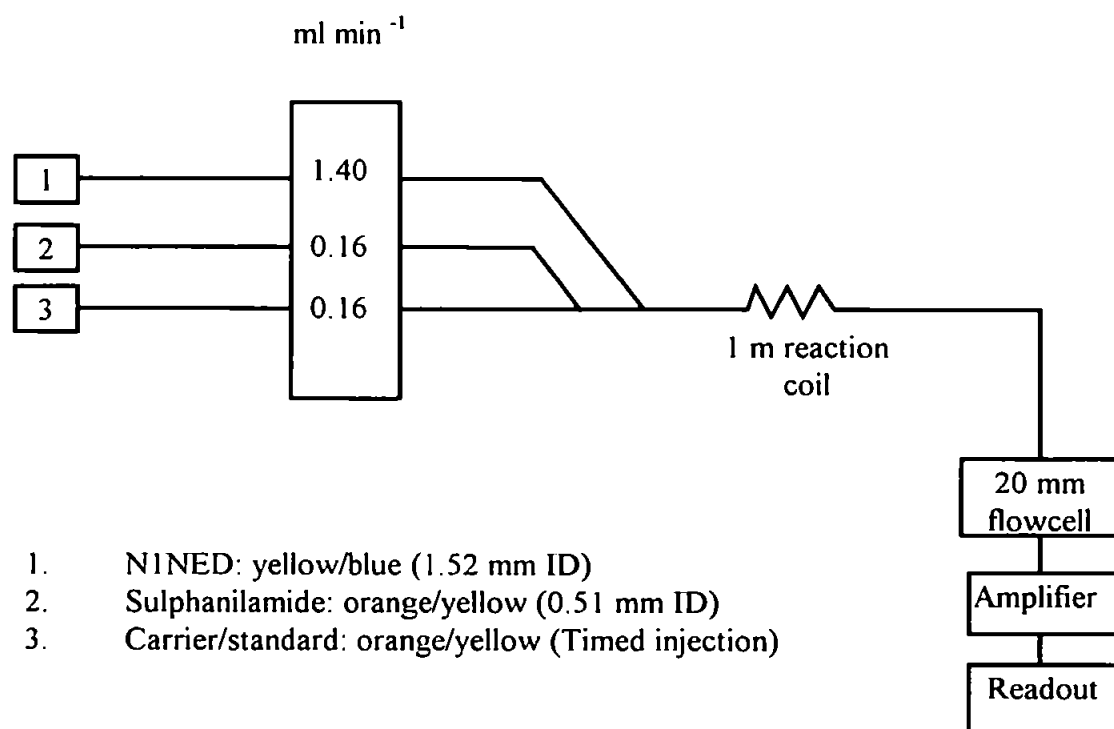 ml min -1
1
1.40
2
0.16
3
0.16
1 m reaction
coil
20 mm
flowcell
Amplifier
Readout
1. N1NED: yellow/blue (1.52 mm ID)
2. Sulphanilamide: orange/yellow (0.51 mm ID)
3. Carrier/standard: orange/yellow (Timed injection)